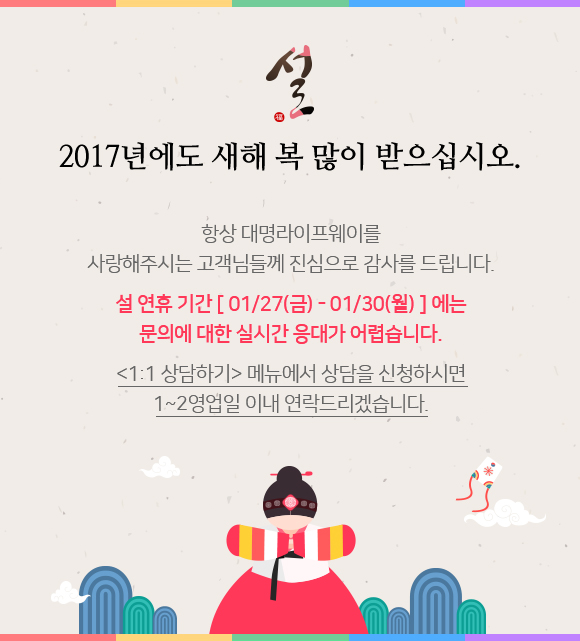 설
2017년에도 새해 복 많이 받으십시오.
항상 대명라이프웨이를
사랑해주시는 고객님들께 진심으로 감사를 드립니다.
설 연휴 기간 [ 01/27(금) - 01/30(월) ] 에는
문의에 대한 실시간 응대가 어렵습니다.
<1:1 상담하기> 메뉴에서 상담을 신청하시면
1~2영업일 이내 연락드리겠습니다.